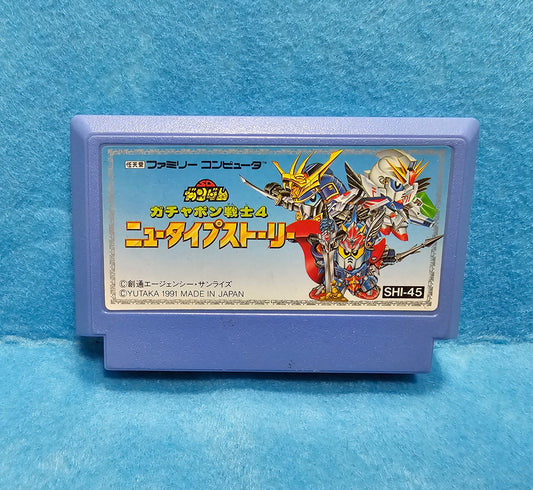 任天堂 ファミリー コンピュータ™
SD
ガンダム
ガチャポン戦士4
ニュータイプストーリー
©創通エージェンシー・サンライズ
©YUTAKA 1991 MADE IN JAPAN
SHI-45